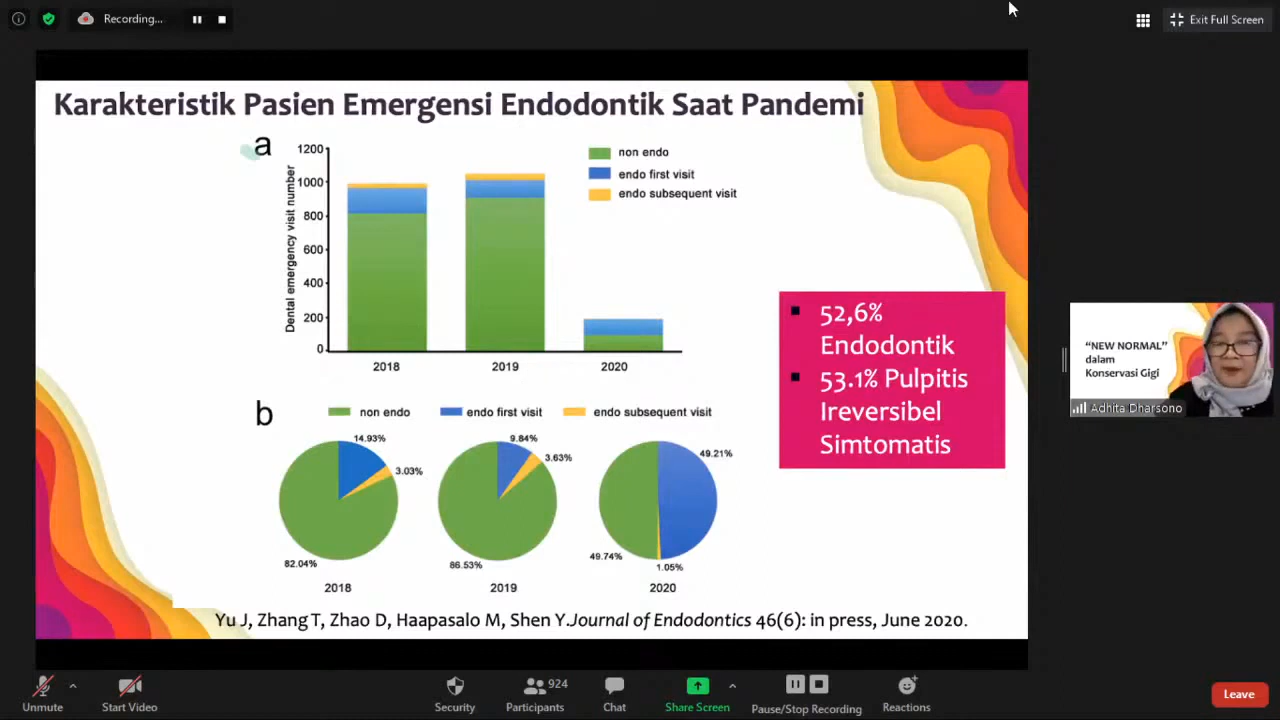 Recording...
Exit Full Screen
Karakteristik Pasien Emergensi Endodontik Saat Pandemi
a
Dental emergency visit number
1200
1000
800
600
400
200
0
2018
2019
2020
non endo
endo first visit
endo subsequent visit
52,6%
Endodontik
53.1% Pulpitis
Ireversibel
Simtomatis
b
non endo
endo first visit
endo subsequent visit
14.93%
3.03%
82.04%
2018
9.84%
3.63%
86.53%
2019
49.21%
49.74%
1.05%
2020
Yu J, Zhang T, Zhao D, Haapasalo M, Shen Y.Journal of Endodontics 46(6): in press, June 2020.
“NEW NORMAL”
dalam
Konservasi Gigi
Adhita Dharsono
Unmute
Start Video
Security
924
Participants
Chat
Share Screen
Pause/Stop Recording
Reactions
Leave